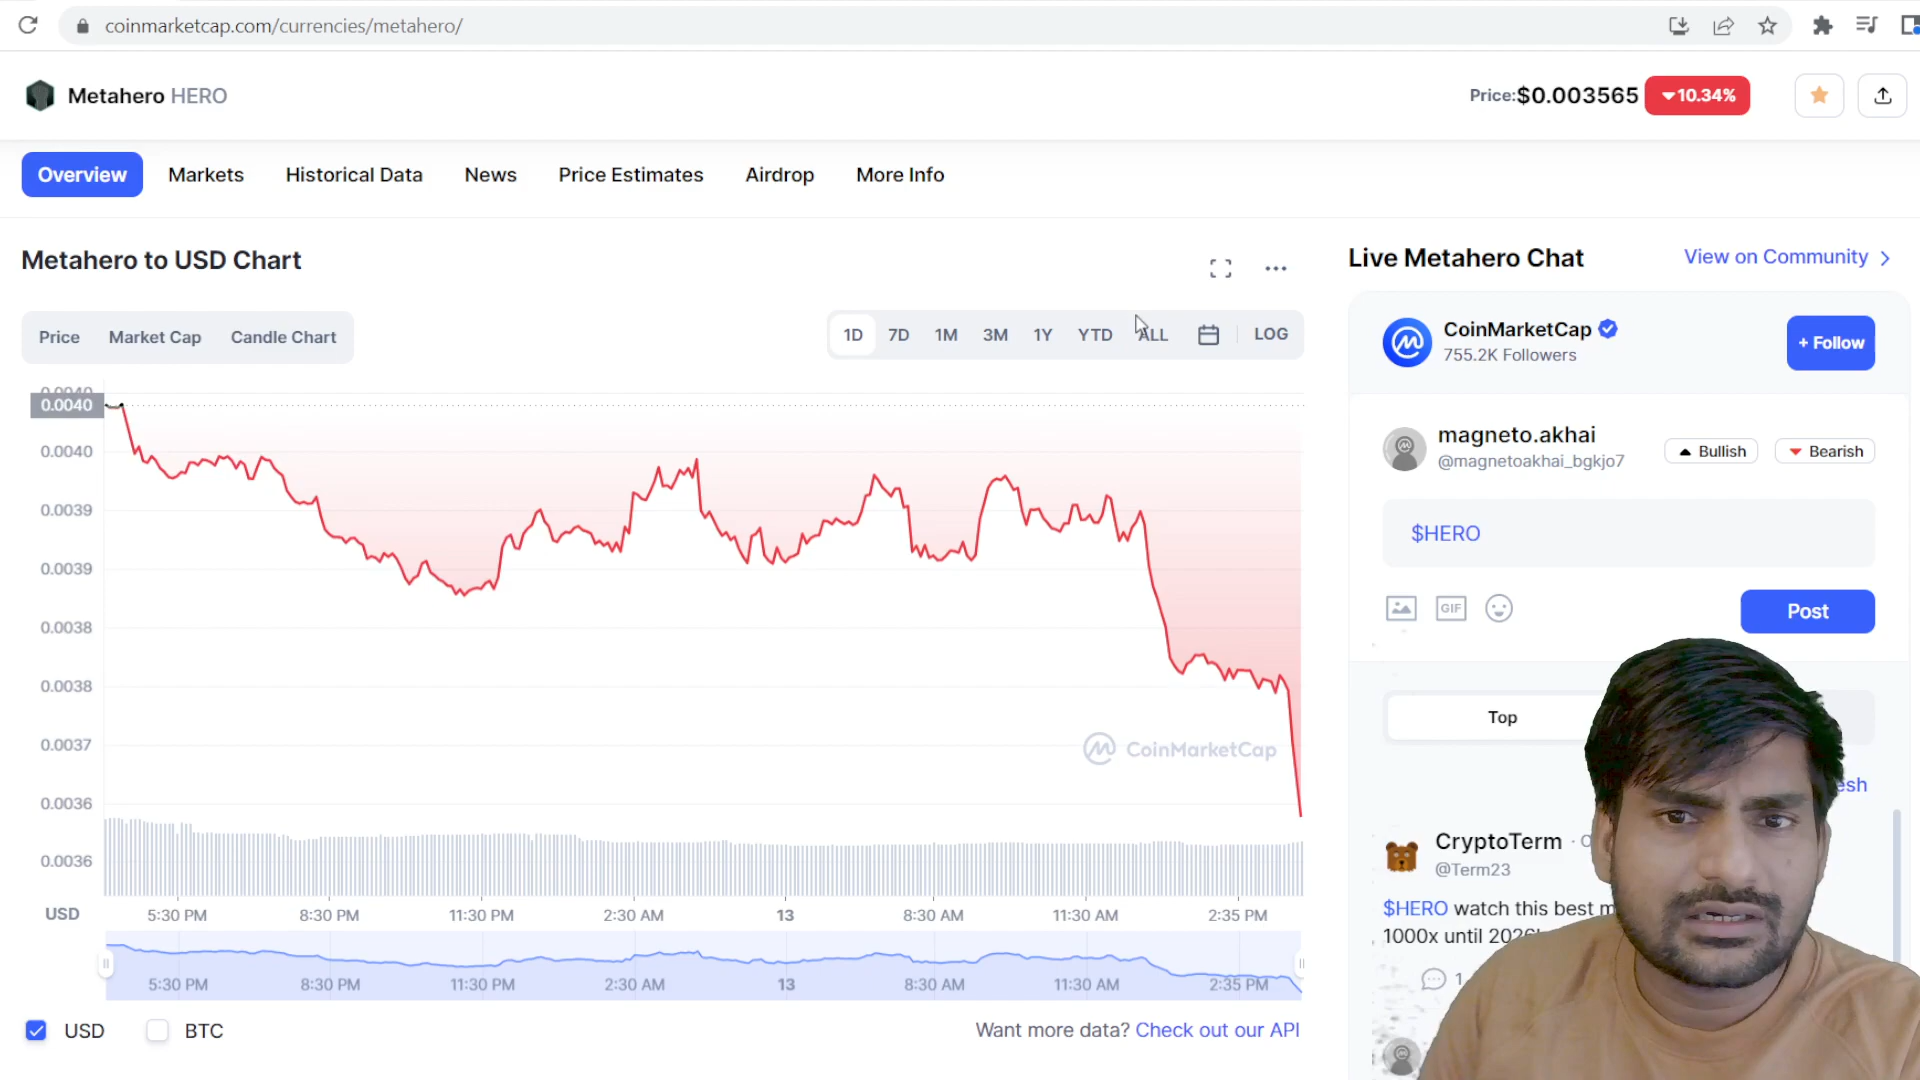 coinmarketcap.com/currencies/metahero/
Metahero HERO
Price:$0.003565
10.34%
Overview
Markets
Historical Data
News
Price Estimates
Airdrop
More Info
Metahero to USD Chart
Price
Market Cap
Candle Chart
1D
7D
1M
3M
1Y
YTD
ALL
LOG
0.0040
0.0040
0.0040
0.0039
0.0039
0.0038
0.0038
0.0037
0.0036
0.0036
CoinMarketCap
USD
5:30 PM
8:30 PM
11:30 PM
2:30 AM
13
8:30 AM
11:30 AM
2:35 PM
5:30 PM
8:30 PM
11:30 PM
2:30 AM
13
8:30 AM
11:30 AM
2:35 PM
USD
BTC
Want more data? Check out our API
Live Metahero Chat
View on Community
CoinMarketCap
755.2K Followers
+ Follow
magneto.akhai
@magnetoakhai_bgkjo7
Bullish
Bearish
$HERO
GIF
Post
Top
CryptoTerm
@Term23
$HERO watch this best
1000x until
1